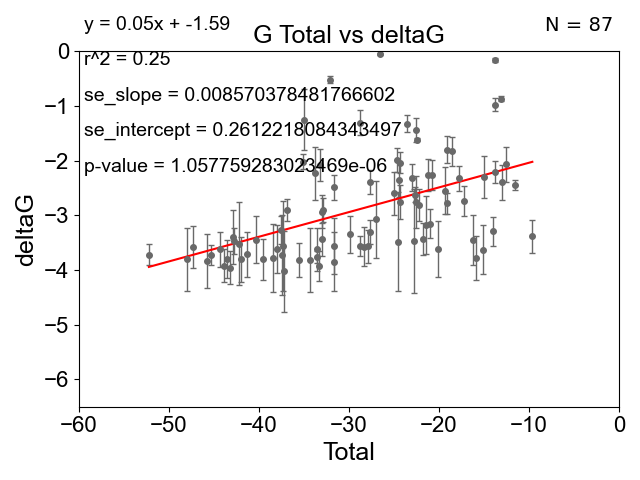 y = 0.05x + -1.59
N = 87
G Total vs deltaG
r^2 = 0.25
se_slope = 0.008570378481766602
se_intercept = 0.2612218084343497
p-value = 1.0577592830234​69e-06
0
−1
−2
−3
−4
−5
−6
deltaG
−60 −50 −40 −30 −20 −10 0
Total